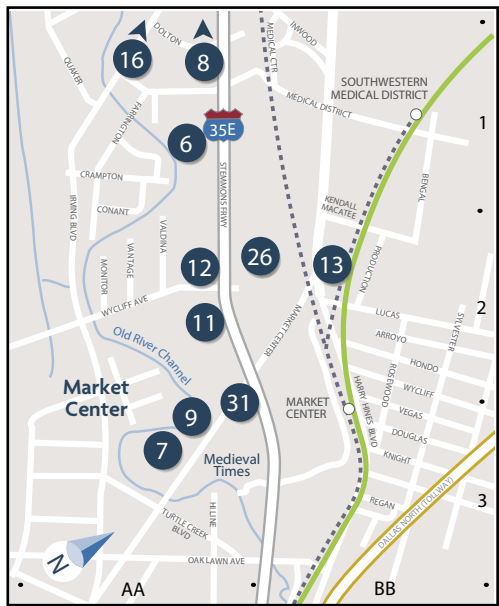 DOLTON
INWOOD
MEDICAL CTR
QUAKER
16
8
SOUTHWESTERN
MEDICAL DISTRICT
MEDICAL DISTRICT
FARRINGTON
35E
1
6
CRAMPTON
STEMMONS FRWY
BENGAL
IRVING BLVD
CONANT
KENDALL
MACATEE
VALDINA
VANTAGE
MONITOR
12
26
13
PRODUCTION
WYCLIFF AVE
11
MARKET CENTER
LUCAS
2
SYLVESTER
ARROYO
Old River Channel
HONDO
ROSEWOOD
WYCLIFF
Market
Center
31
MARKET
CENTER
HARRY HINES BLVD
VEGAS
9
DOUGLAS
7
KNIGHT
Medieval
Times
REGAN
3
HI LINE
TURTLE CREEK
BLVD
DALLAS NORTH (TOLLWAY)
N
OAK LAWN AVE
AA
BB